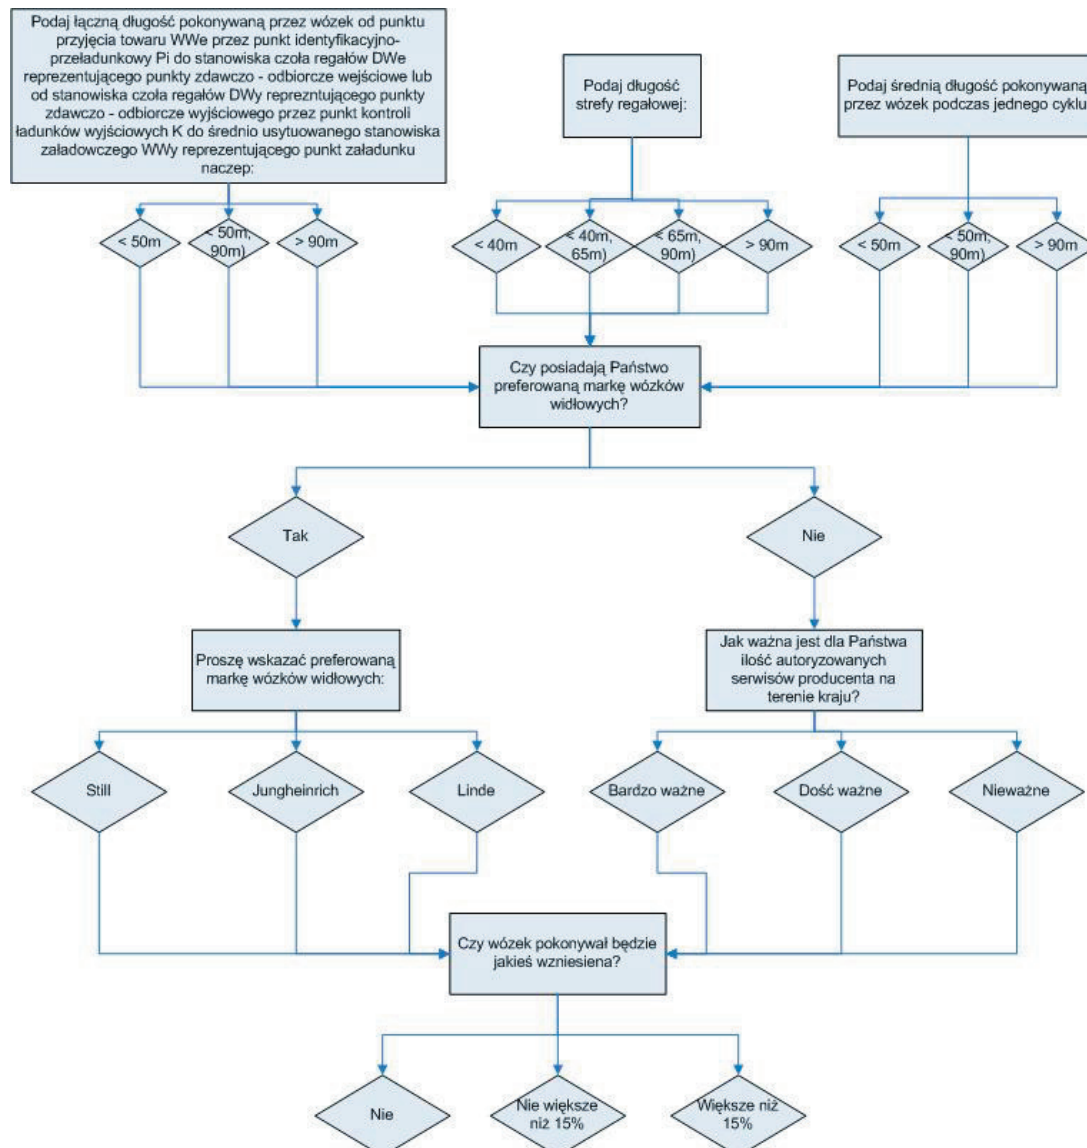 Podaj łączną długość pokonywaną przez wózek od punktu
przyjęcia towaru WWe przez punkt identyfikacyjno-
przeładunkowy Pi do stanowiska czoła regałów DWe
reprezentującego punkty zdawczo - odbiorcze wejściowe lub
od stanowiska czoła regałów DWy reprezntującego punkty
zdawczo - odbiorcze wyjściowego przez punkt kontroli
ładunków wyjściowych K do średnio usytuowanego stanowiska
załadowczego WWy reprezentującego punkt załadunku
naczep:
Podaj długość
strefy regałowej:
Podaj średnią długość pokonywaną
przez wózek podczas jednego cyklu
< 50m
< 50m,
90m)
> 90m
< 40m
< 40m,
65m)
< 65m,
90m)
> 90m
< 50m
< 50m,
90m)
> 90m
Czy posiadają Państwo
preferowaną markę wózków
widłowych?
Tak
Nie
Proszę wskazać preferowaną
markę wózków widłowych:
Jak ważna jest dla Państwa
ilość autoryzowanych
serwisów producenta na
terenie kraju?
Still
Jungheinrich
Linde
Bardzo ważne
Dość ważne
Nieważne
Czy wózek pokonywał będzie
jakieś wzniesiena?
Nie
Nie większe
niż 15%
Większe niż
15%